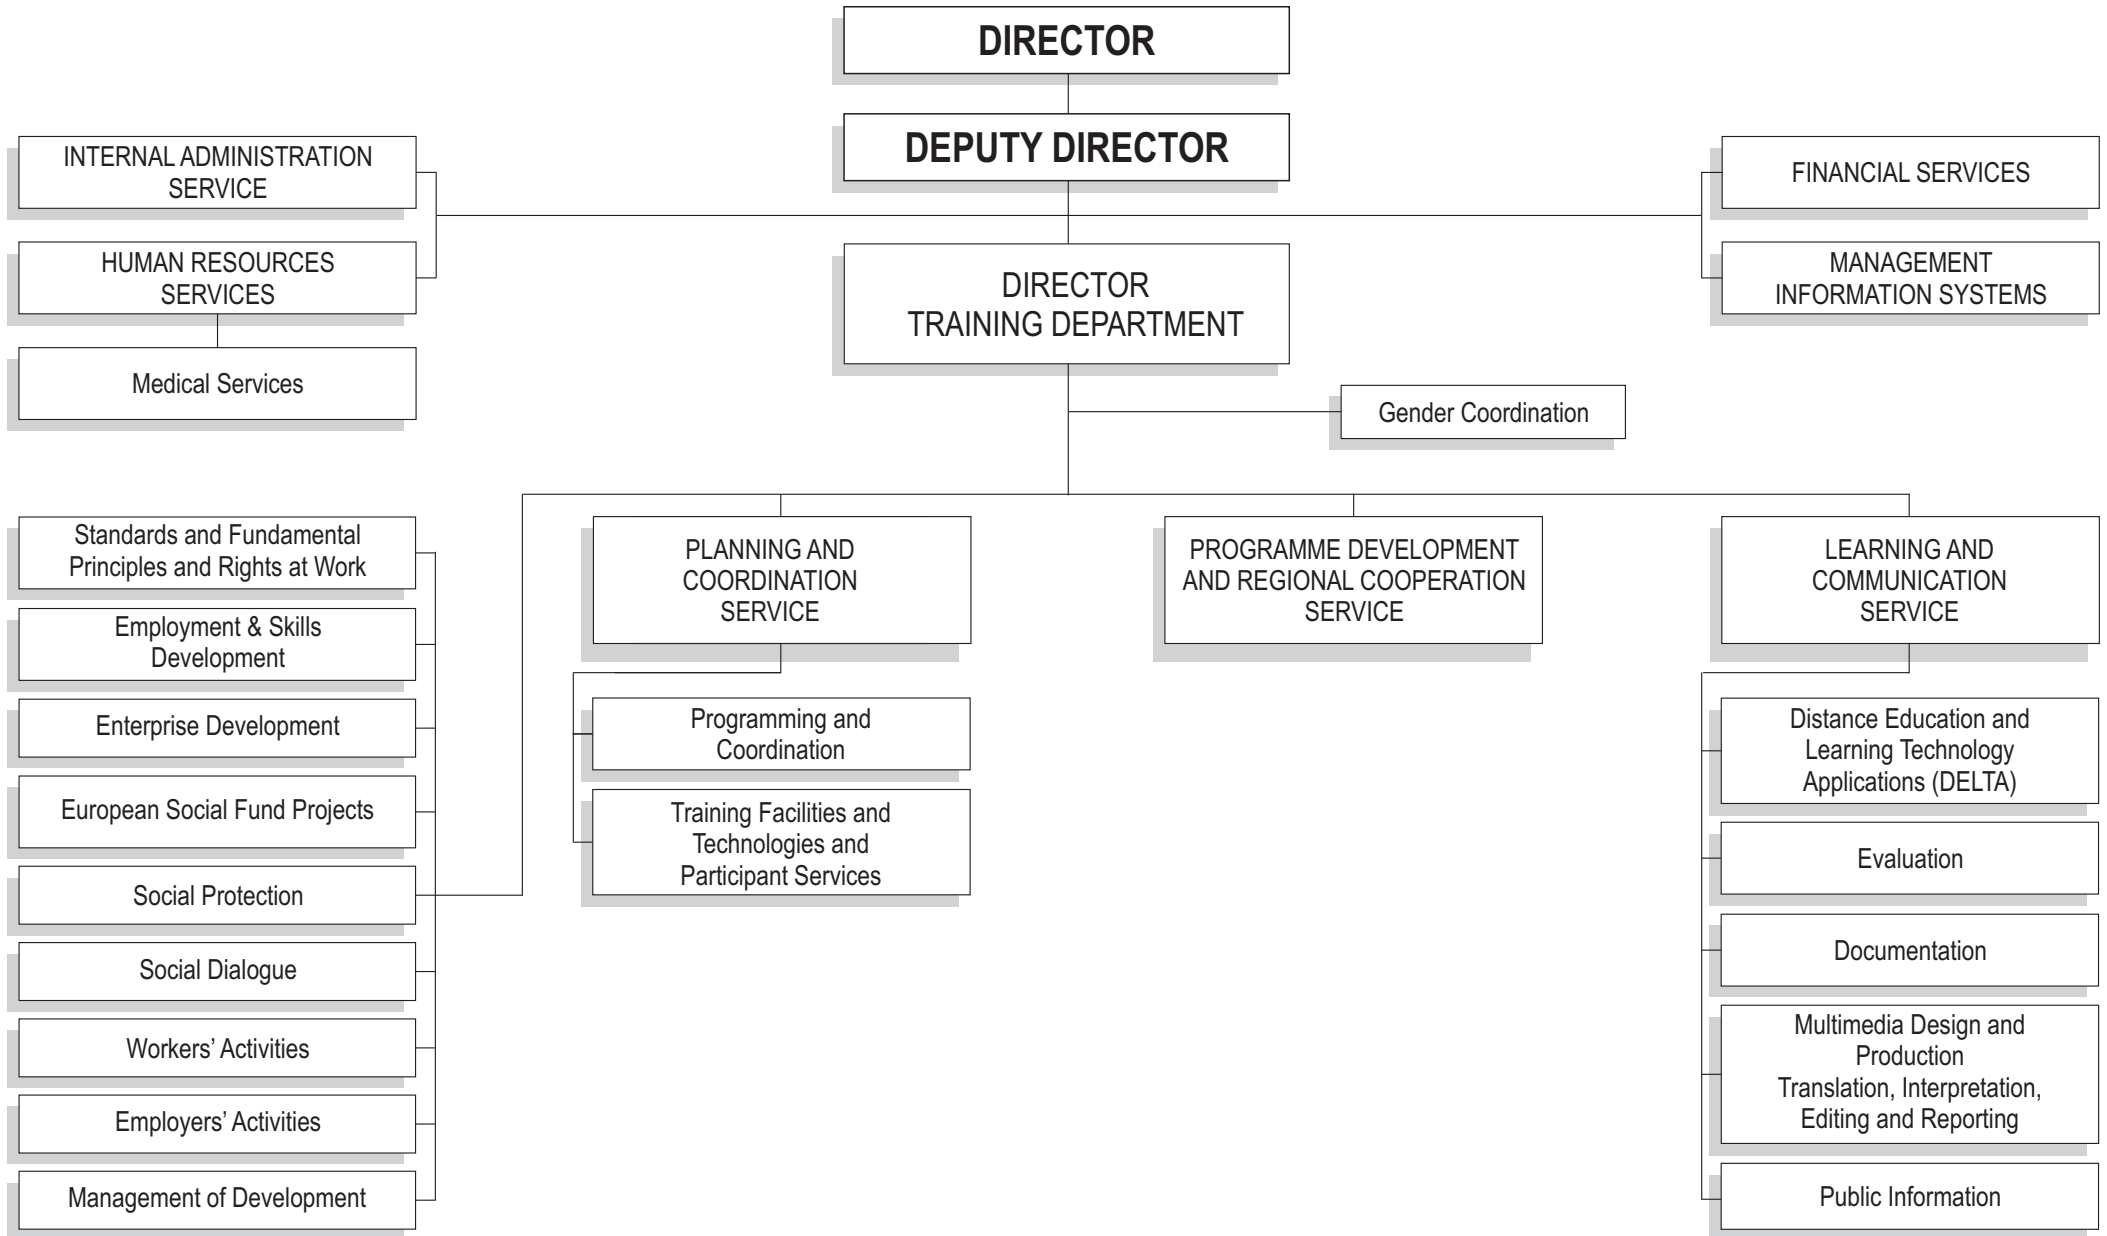 DIRECTOR
DEPUTY DIRECTOR
INTERNAL ADMINISTRATION
SERVICE
HUMAN RESOURCES
SERVICES
Medical Services
FINANCIAL SERVICES
MANAGEMENT
INFORMATION SYSTEMS
DIRECTOR
TRAINING DEPARTMENT
Gender Coordination
Standards and Fundamental
Principles and Rights at Work
Employment & Skills
Development
Enterprise Development
European Social Fund Projects
Social Protection
Social Dialogue
Workers’ Activities
Employers’ Activities
Management of Development
PLANNING AND
COORDINATION
SERVICE
Programming and
Coordination
Training Facilities and
Technologies and
Participant Services
PROGRAMME DEVELOPMENT
AND REGIONAL COOPERATION
SERVICE
LEARNING AND
COMMUNICATION
SERVICE
Distance Education and
Learning Technology
Applications (DELTA)
Evaluation
Documentation
Multimedia Design and
Production
Translation, Interpretation,
Editing and Reporting
Public Information